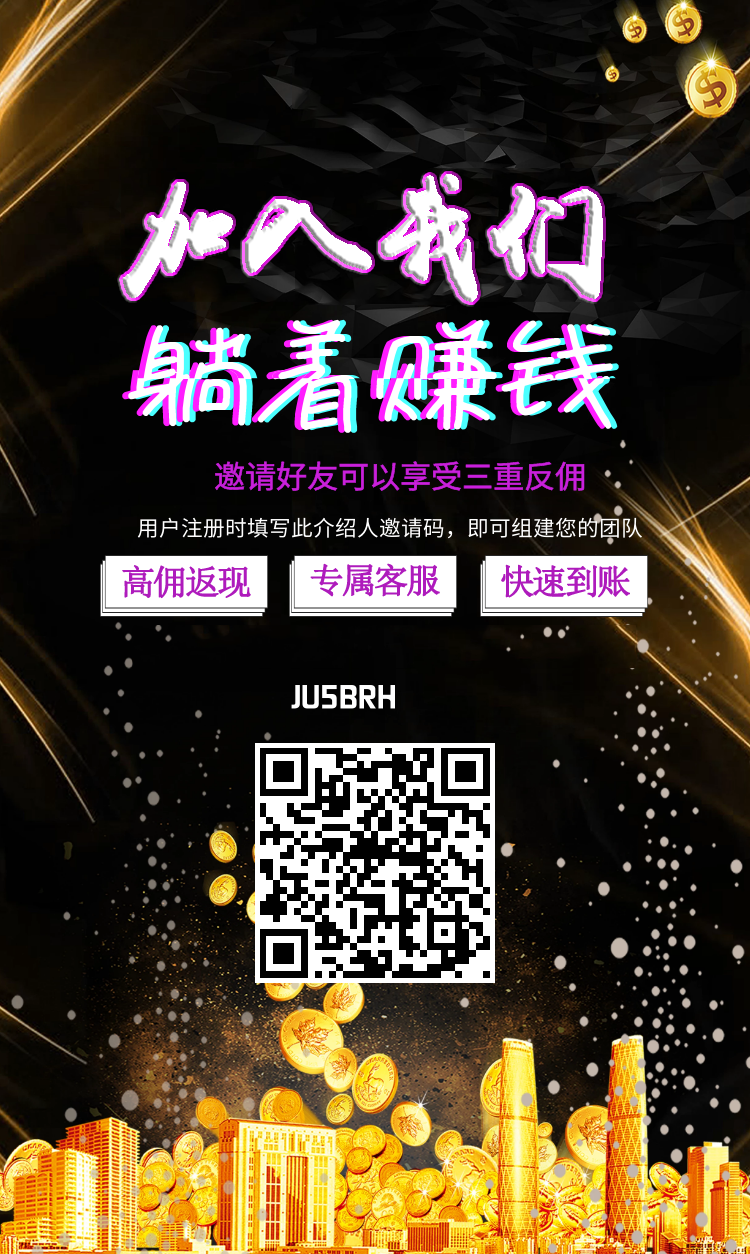 加入我们
躺着赚钱
邀请好友可以享受三重反佣
用户注册时填写此介绍人邀请码，即可组建您的团队
高佣返现 专属客服 快速到账
JU5BRH